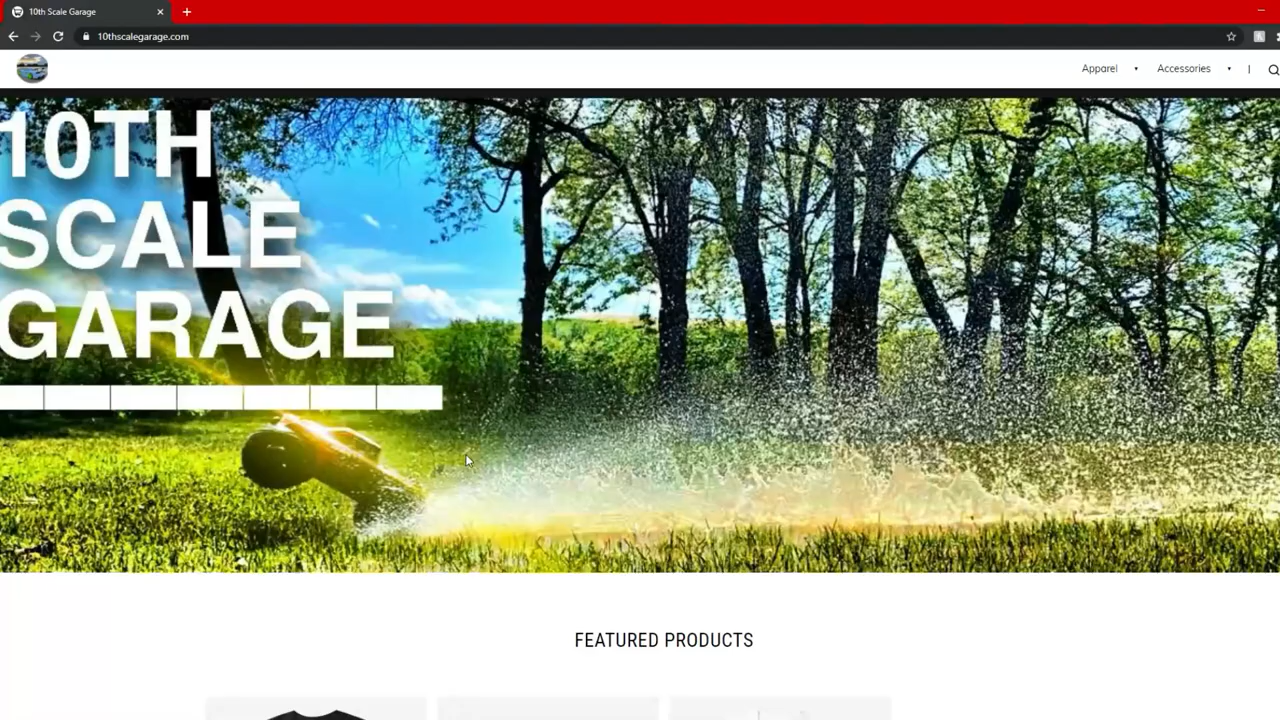 10th Scale Garage
10thscalegarage.com
Apparel
Accessories
10TH
SCALE
GARAGE
FEATURED PRODUCTS